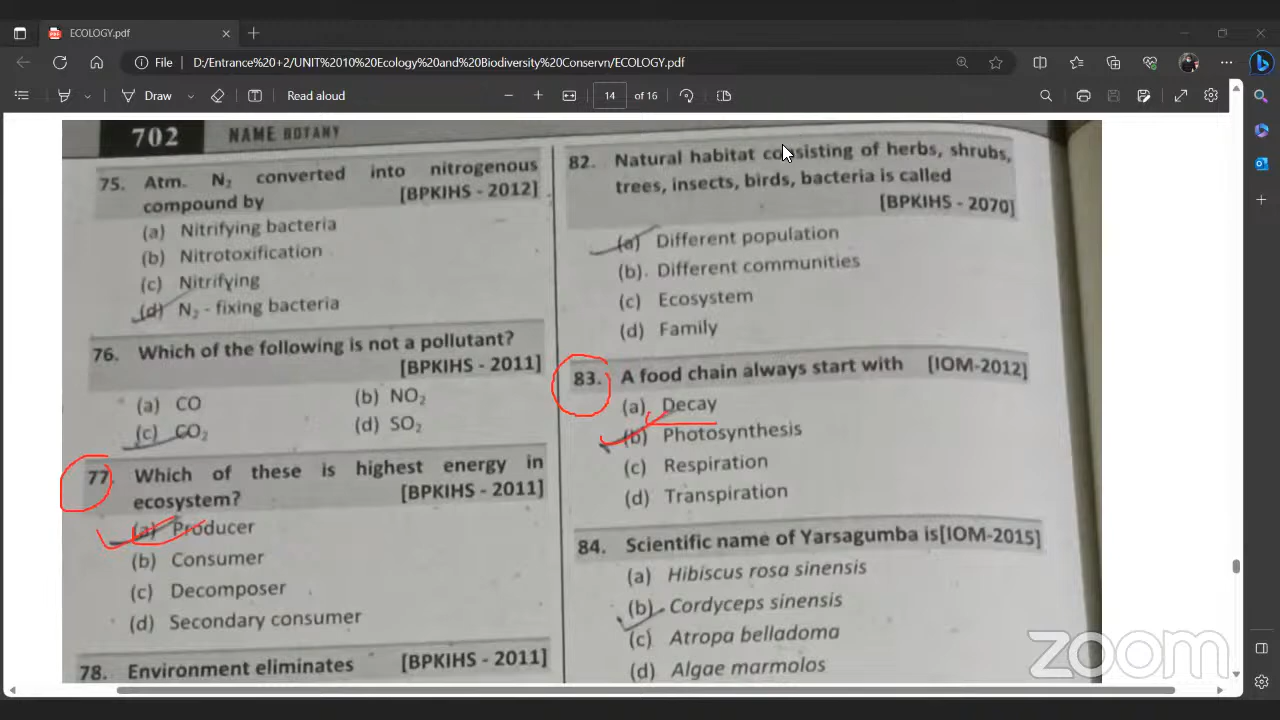 ECOLOGY.pdf
File
D:/Entrance%20+2/UNIT%2010%20Ecology%20and%20Biodiversity%20Conservn/ECOLOGY.pdf
Draw
Read aloud
14
of 16
702
NAME BOTANY
75. Atm. N₂ converted into nitrogenous
compound by [BPKIHS - 2012]
(a) Nitrifying bacteria
(b) Nitrotoxification
(c) Nitrifying
(d) N₂ - fixing bacteria
76. Which of the following is not a pollutant?
[BPKIHS - 2011]
(a) CO (b) NO₂
(c) CO₂ (d) SO₂
77. Which of these is highest energy in
ecosystem? [BPKIHS - 2011]
(a) Producer
(b) Consumer
(c) Decomposer
(d) Secondary consumer
78. Environment eliminates [BPKIHS - 2011]
82. Natural habitat consisting of herbs, shrubs,
trees, insects, birds, bacteria is called
[BPKIHS - 2070]
(a) Different population
(b). Different communities
(c) Ecosystem
(d) Family
83. A food chain always start with [IOM-2012]
(a) Decay
(b) Photosynthesis
(c) Respiration
(d) Transpiration
84. Scientific name of Yarsagumba is[IOM-2015]
(a) Hibiscus rosa sinensis
(b) Cordyceps sinensis
(c) Atropa belladoma
(d) Algae marmolos
zoom